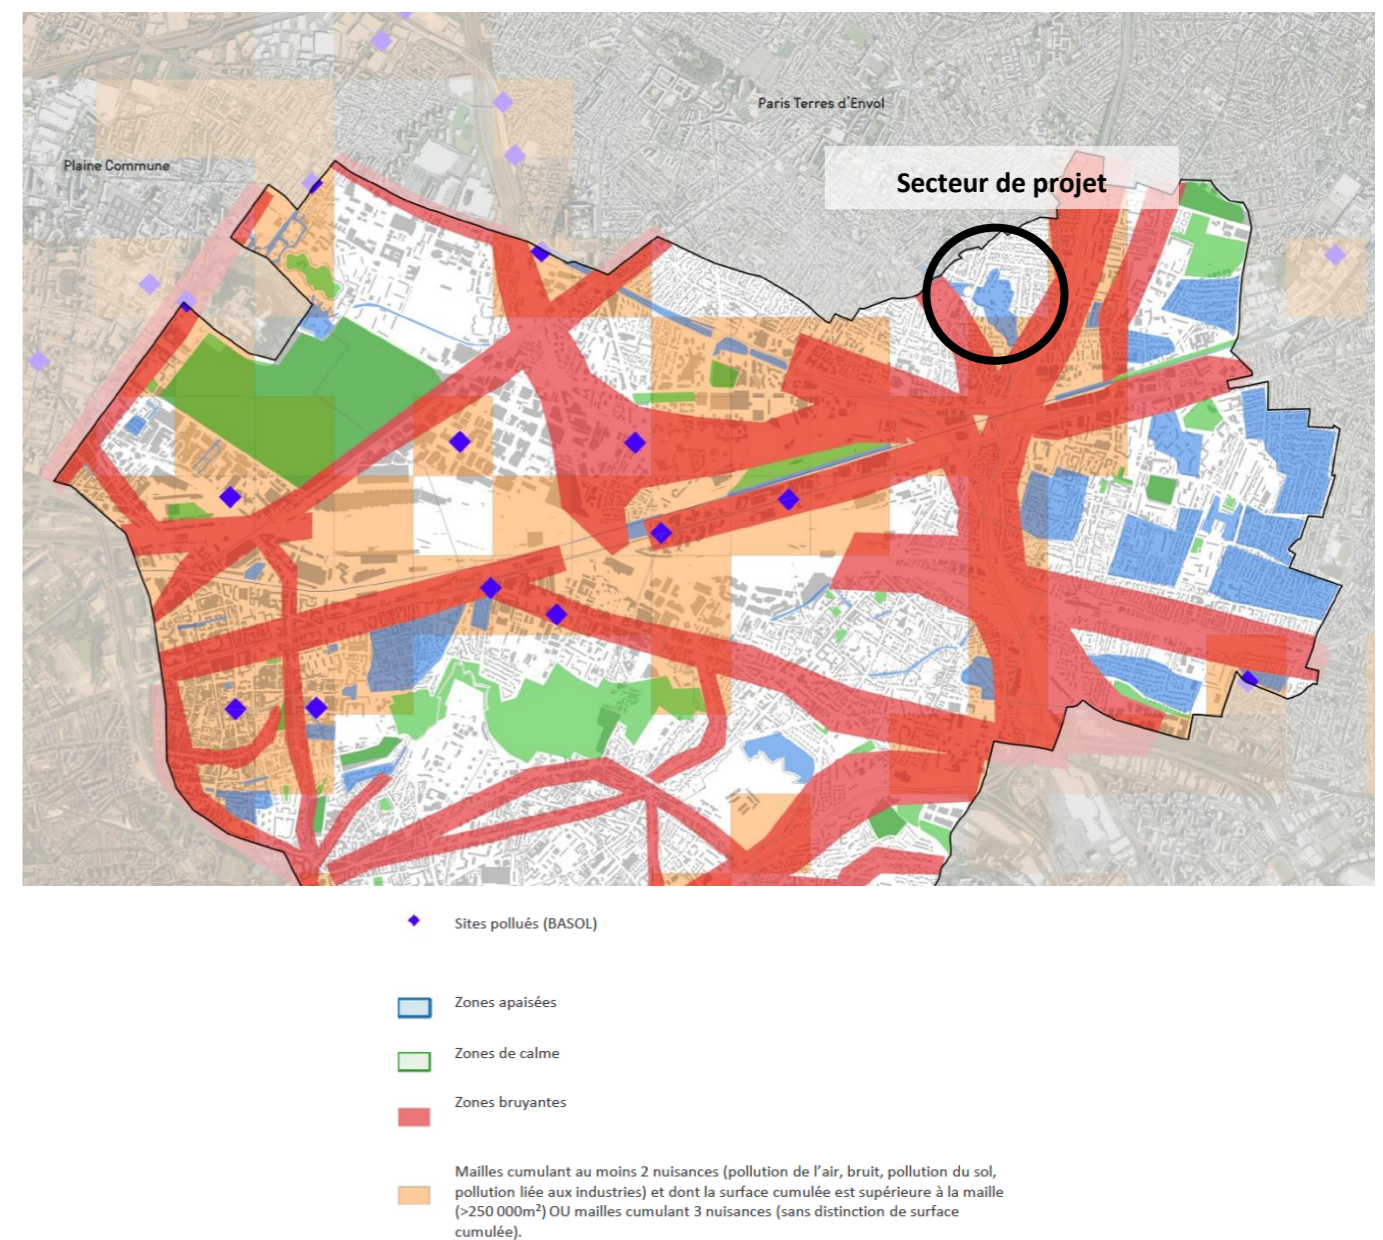 Paris Terres d'Envol
Plaine Commune
Secteur de projet
Sites pollués (BASOL)
Zones apaisées
Zones de calme
Zones bruyantes
Mailles cumulant au moins 2 nuisances (pollution de l'air, bruit, pollution du sol,
pollution liée aux industries) et dont la surface cumulée est supérieure à la maille
(>250 000m²) OU mailles cumulant 3 nuisances (sans distinction de surface
cumulée).